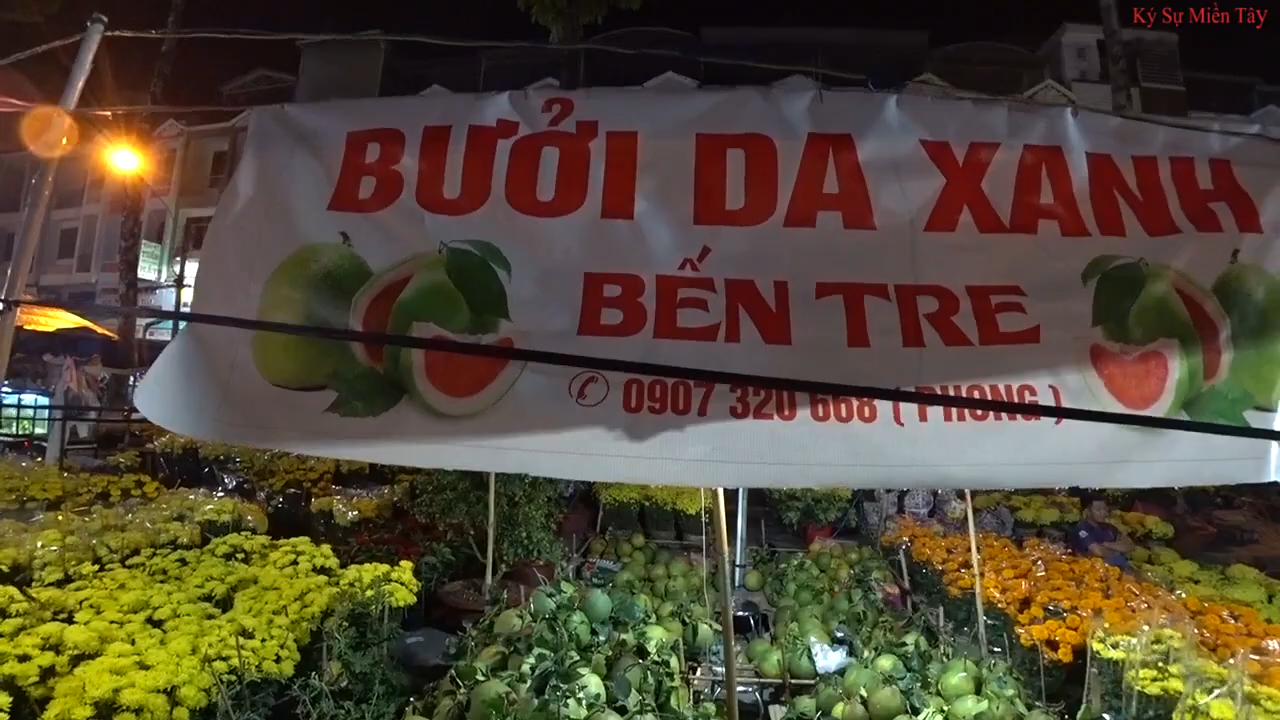 Ký Sự Miền Tây
BƯỞI DA XANH
BẾN TRE
0907 320 668 ( PHONG )